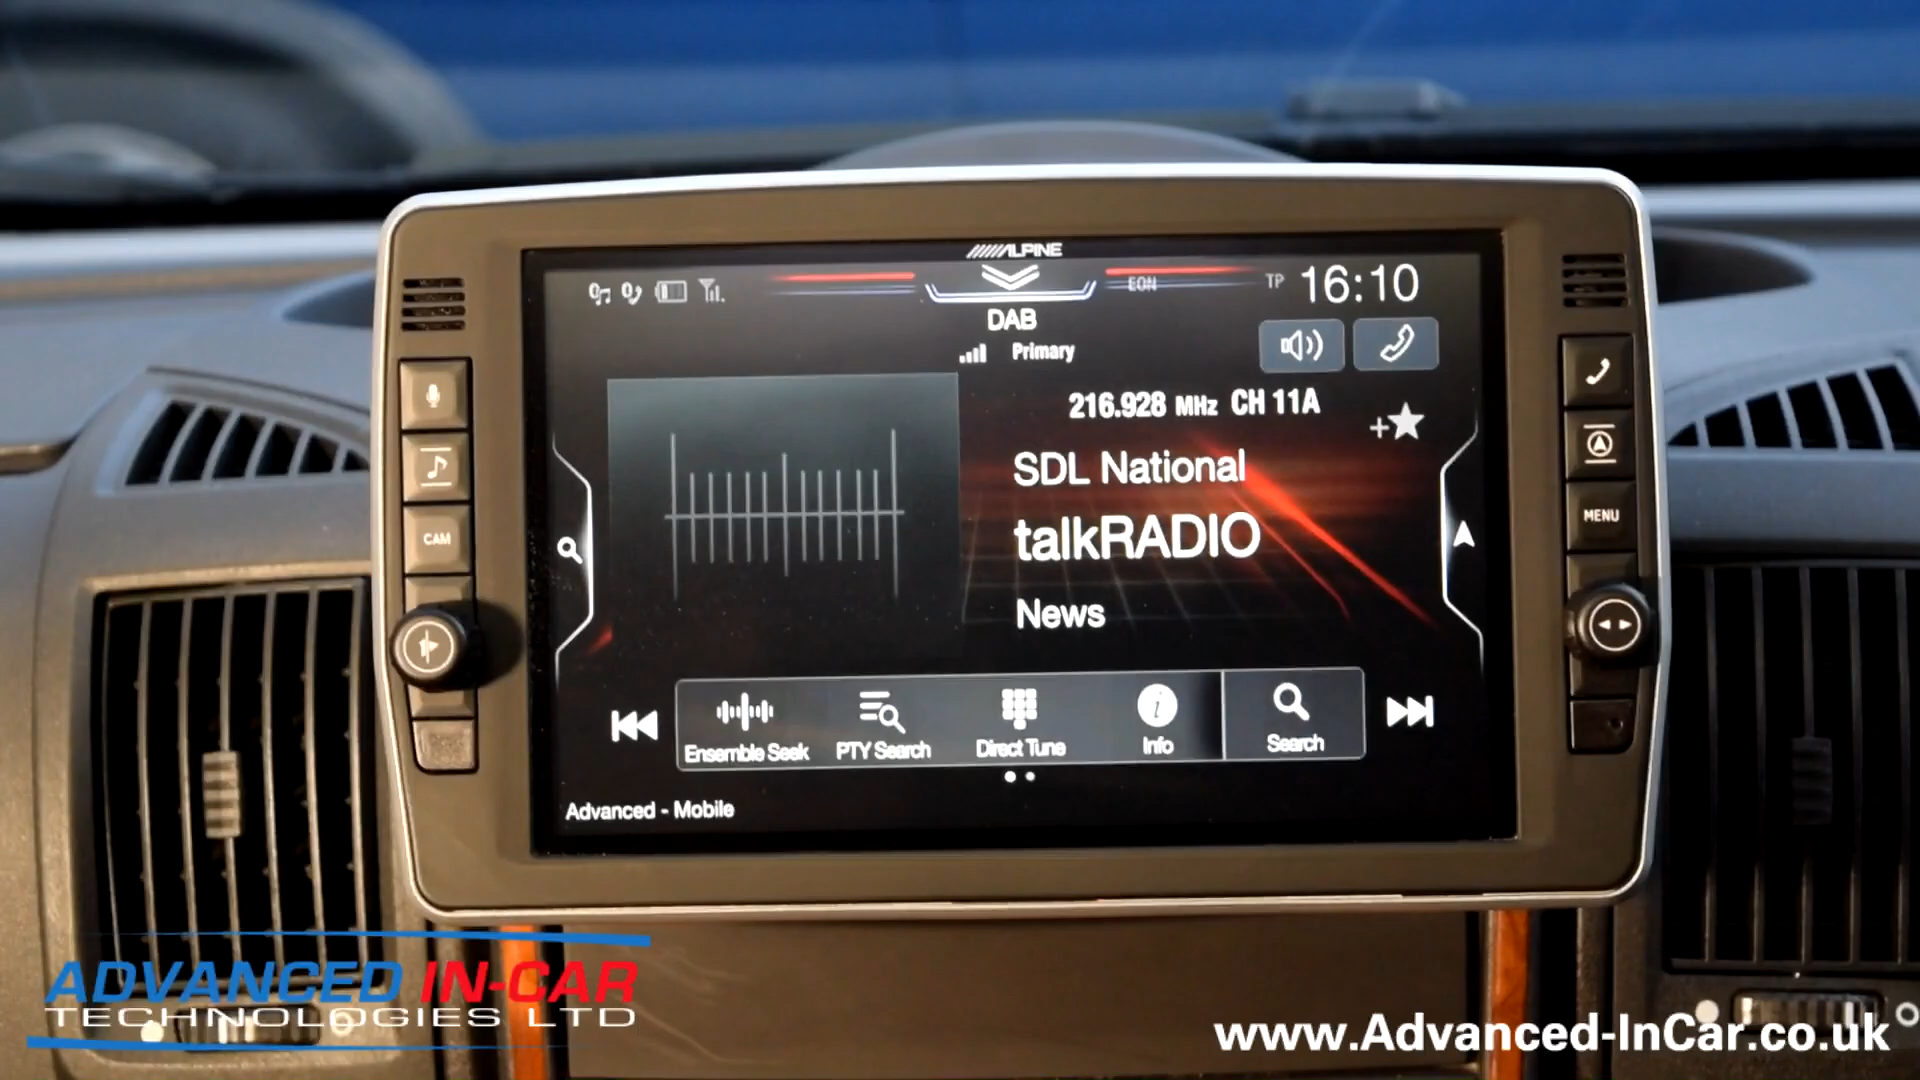 ALPINE
EON
TP
16:10
DAB
Primary
216.928 MHz CH 11A
SDL National
talkRADIO
News
CAM
MENU
Ensemble Seek
PTY Search
Direct Tune
Info
Search
Advanced - Mobile
ADVANCED IN-CAR
TECHNOLOGIES LTD
www.Advanced-InCar.co.uk